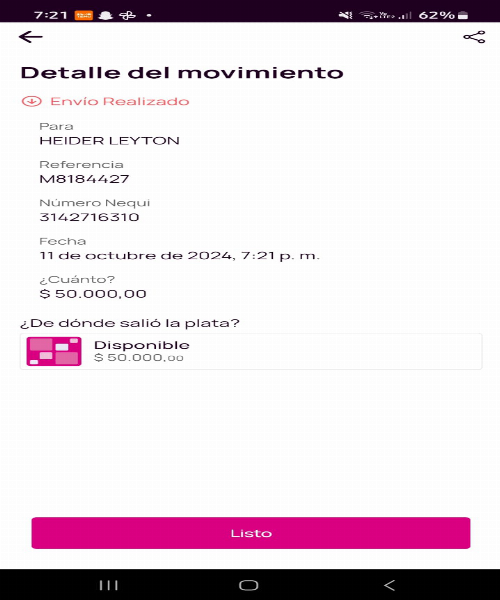 7:21 62%
Detalle del movimiento
Envío Realizado
Para
HEIDER LEYTON
Referencia
M8184427
Número Nequi
3142716310
Fecha
11 de octubre de 2024, 7:21 p. m.
¿Cuánto?
$ 50.000,00
¿De dónde salió la plata?
Disponible
$ 50.000,00
Listo